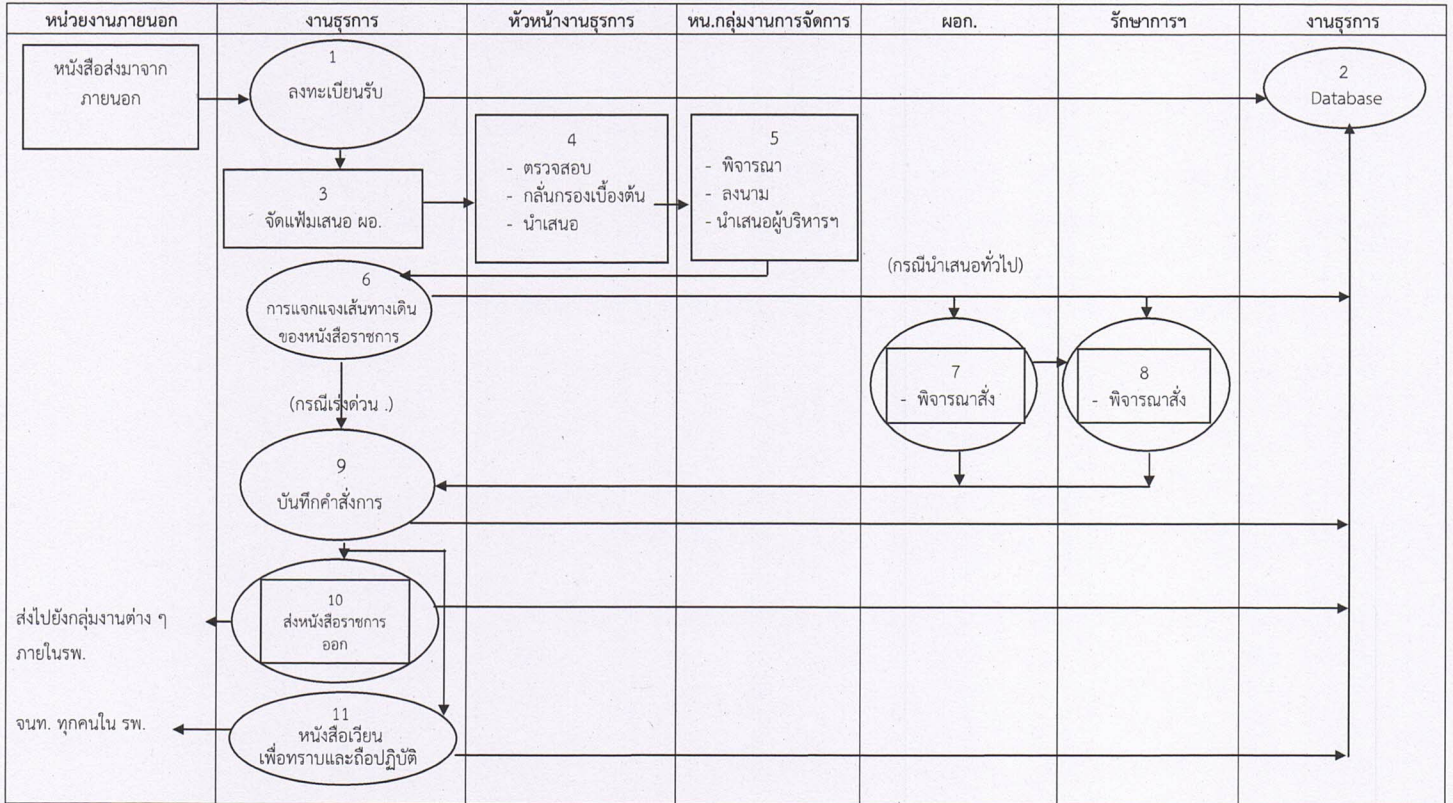 หน่วยงานภายนอก
งานธุรการ
หัวหน้างานธุรการ
หน.กลุ่มงานการจัดการ
ผอก.
รักษาการฯ
งานธุรการ
หนังสือส่งมาจาก
ภายนอก
1
ลงทะเบียนรับ
2
Database
3
จัดแฟ้มเสนอ ผอ.
4
- ตรวจสอบ
- กลั่นกรองเบื้องต้น
- นำเสนอ
5
- พิจารณา
- ลงนาม
- นำเสนอผู้บริหารฯ
6
การแจกแจงเส้นทางเดิน
ของหนังสือราชการ
(กรณีนำเสนอทั่วไป)
7
- พิจารณาสั่ง
8
- พิจารณาสั่ง
(กรณีเร่งด่วน .)
9
บันทึกคำสั่งการ
10
ส่งหนังสือราชการ
ออก
ส่งไปยังกลุ่มงานต่าง ๆ
ภายในรพ.
11
หนังสือเวียน
เพื่อทราบและถือปฏิบัติ
จนท. ทุกคนใน รพ.